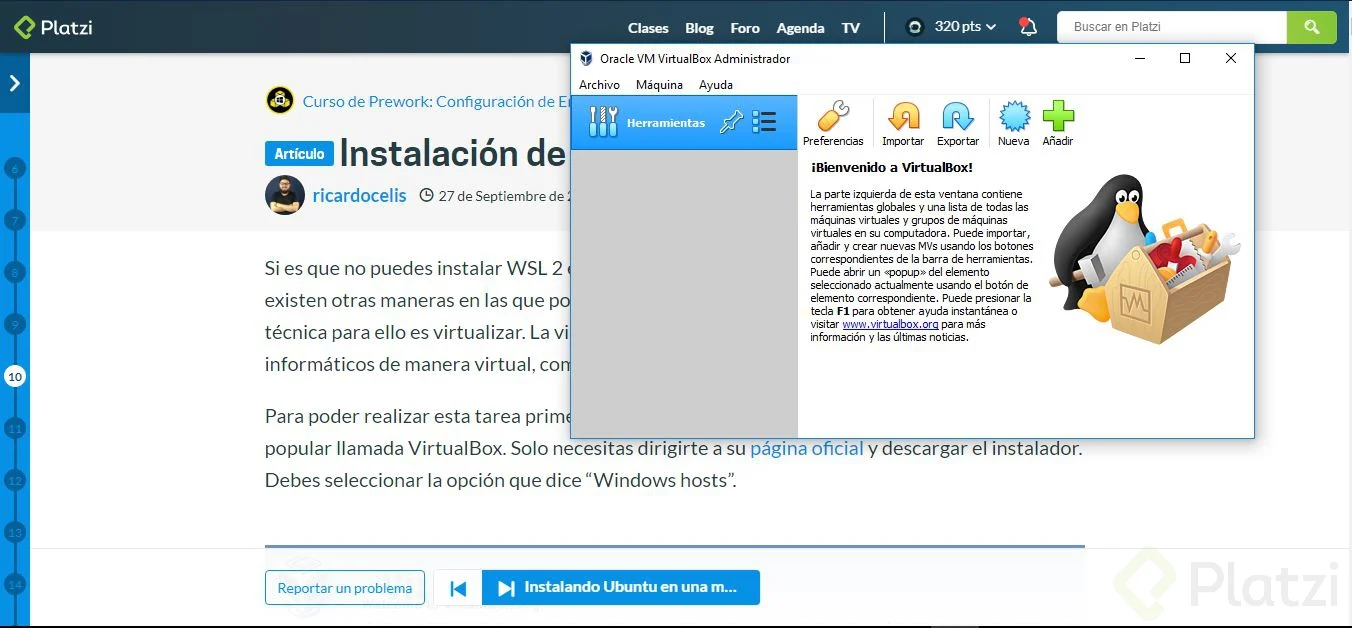 Platzi
Clases Blog Foro Agenda TV
320 pts
Buscar en Platzi
Curso de Prework: Configuración de
Artículo Instalación de
ricardocelis 27 de Septiembre de
Si es que no puedes instalar WSL 2
existen otras maneras en las que
técnica para ello es virtualizar. La
informáticos de manera virtual,
Para poder realizar esta tarea
popular llamada VirtualBox. Solo necesitas dirigirte a su página oficial y descargar el instalador.
Debes seleccionar la opción que dice “Windows hosts”.
6
7
8
9
10
11
12
13
14
Reportar un problema
Instalando Ubuntu en una m...
Platzi
Oracle VM VirtualBox Administrador
Archivo Máquina Ayuda
Herramientas
Preferencias Importar Exportar Nueva Añadir
¡Bienvenido a VirtualBox!
La parte izquierda de esta ventana contiene
herramientas globales y una lista de todas las
máquinas virtuales y grupos de máquinas
virtuales en su computadora. Puede importar,
añadir y crear nuevas MVs usando los botones
correspondientes de la barra de herramientas.
Puede abrir un «popup» del elemento
seleccionado actualmente usando el botón de
elemento correspondiente. Puede presionar la
tecla F1 para obtener ayuda instantánea o
visitar www.virtualbox.org para más
información y las últimas noticias.